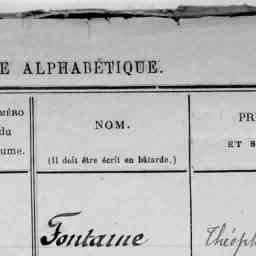 E ALPHABÉTIQUE.
MÉRO
du
ume.
NOM.
(Il doit être écrit en bâtarde.)
PR
ET S
Fontaine
Théoph